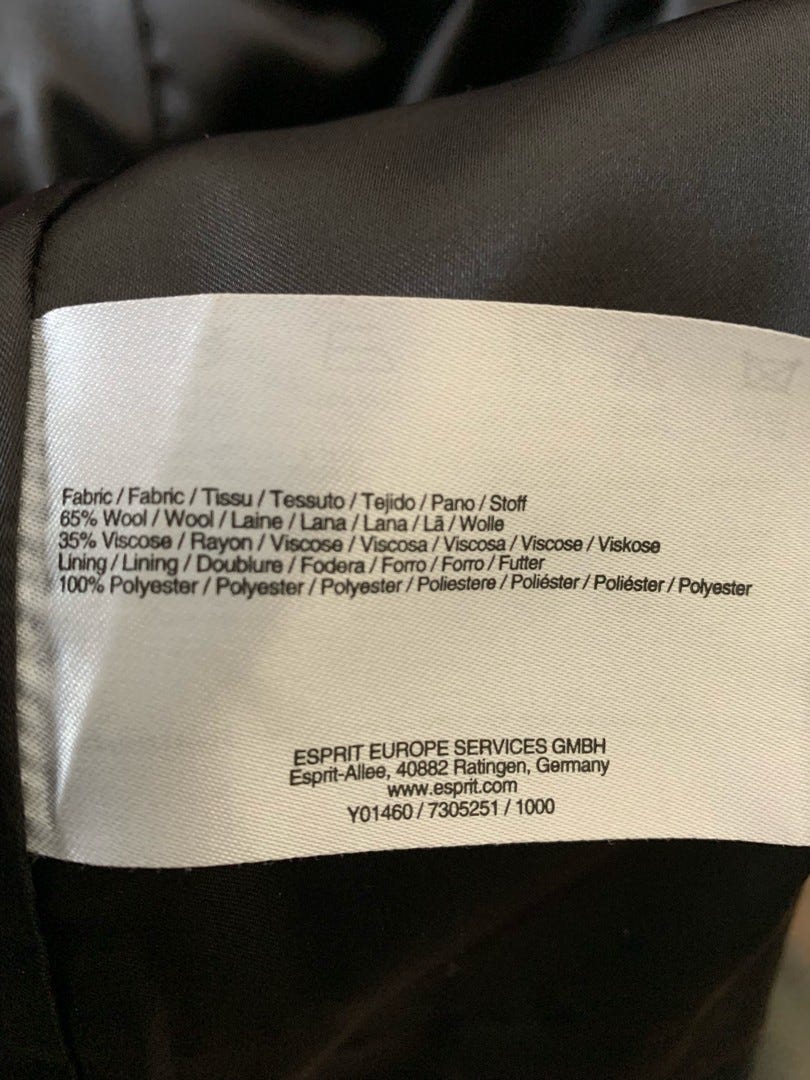 Fabric / Fabric / Tissu / Tessuto / Tejido / Pano / Stoff
65% Wool / Wool / Laine / Lana / Lana / Lã / Wolle
35% Viscose / Rayon / Viscose / Viscosa / Viscosa / Viscose / Viskose
Lining / Lining / Doublure / Fodera / Forro / Forro / Futter
100% Polyester / Polyester / Polyester / Poliestere / Poliéster / Poliéster / Polyester
ESPRIT EUROPE SERVICES GMBH
Esprit-Allee, 40882 Ratingen, Germany
www.esprit.com
Y01460 / 7305251 / 1000